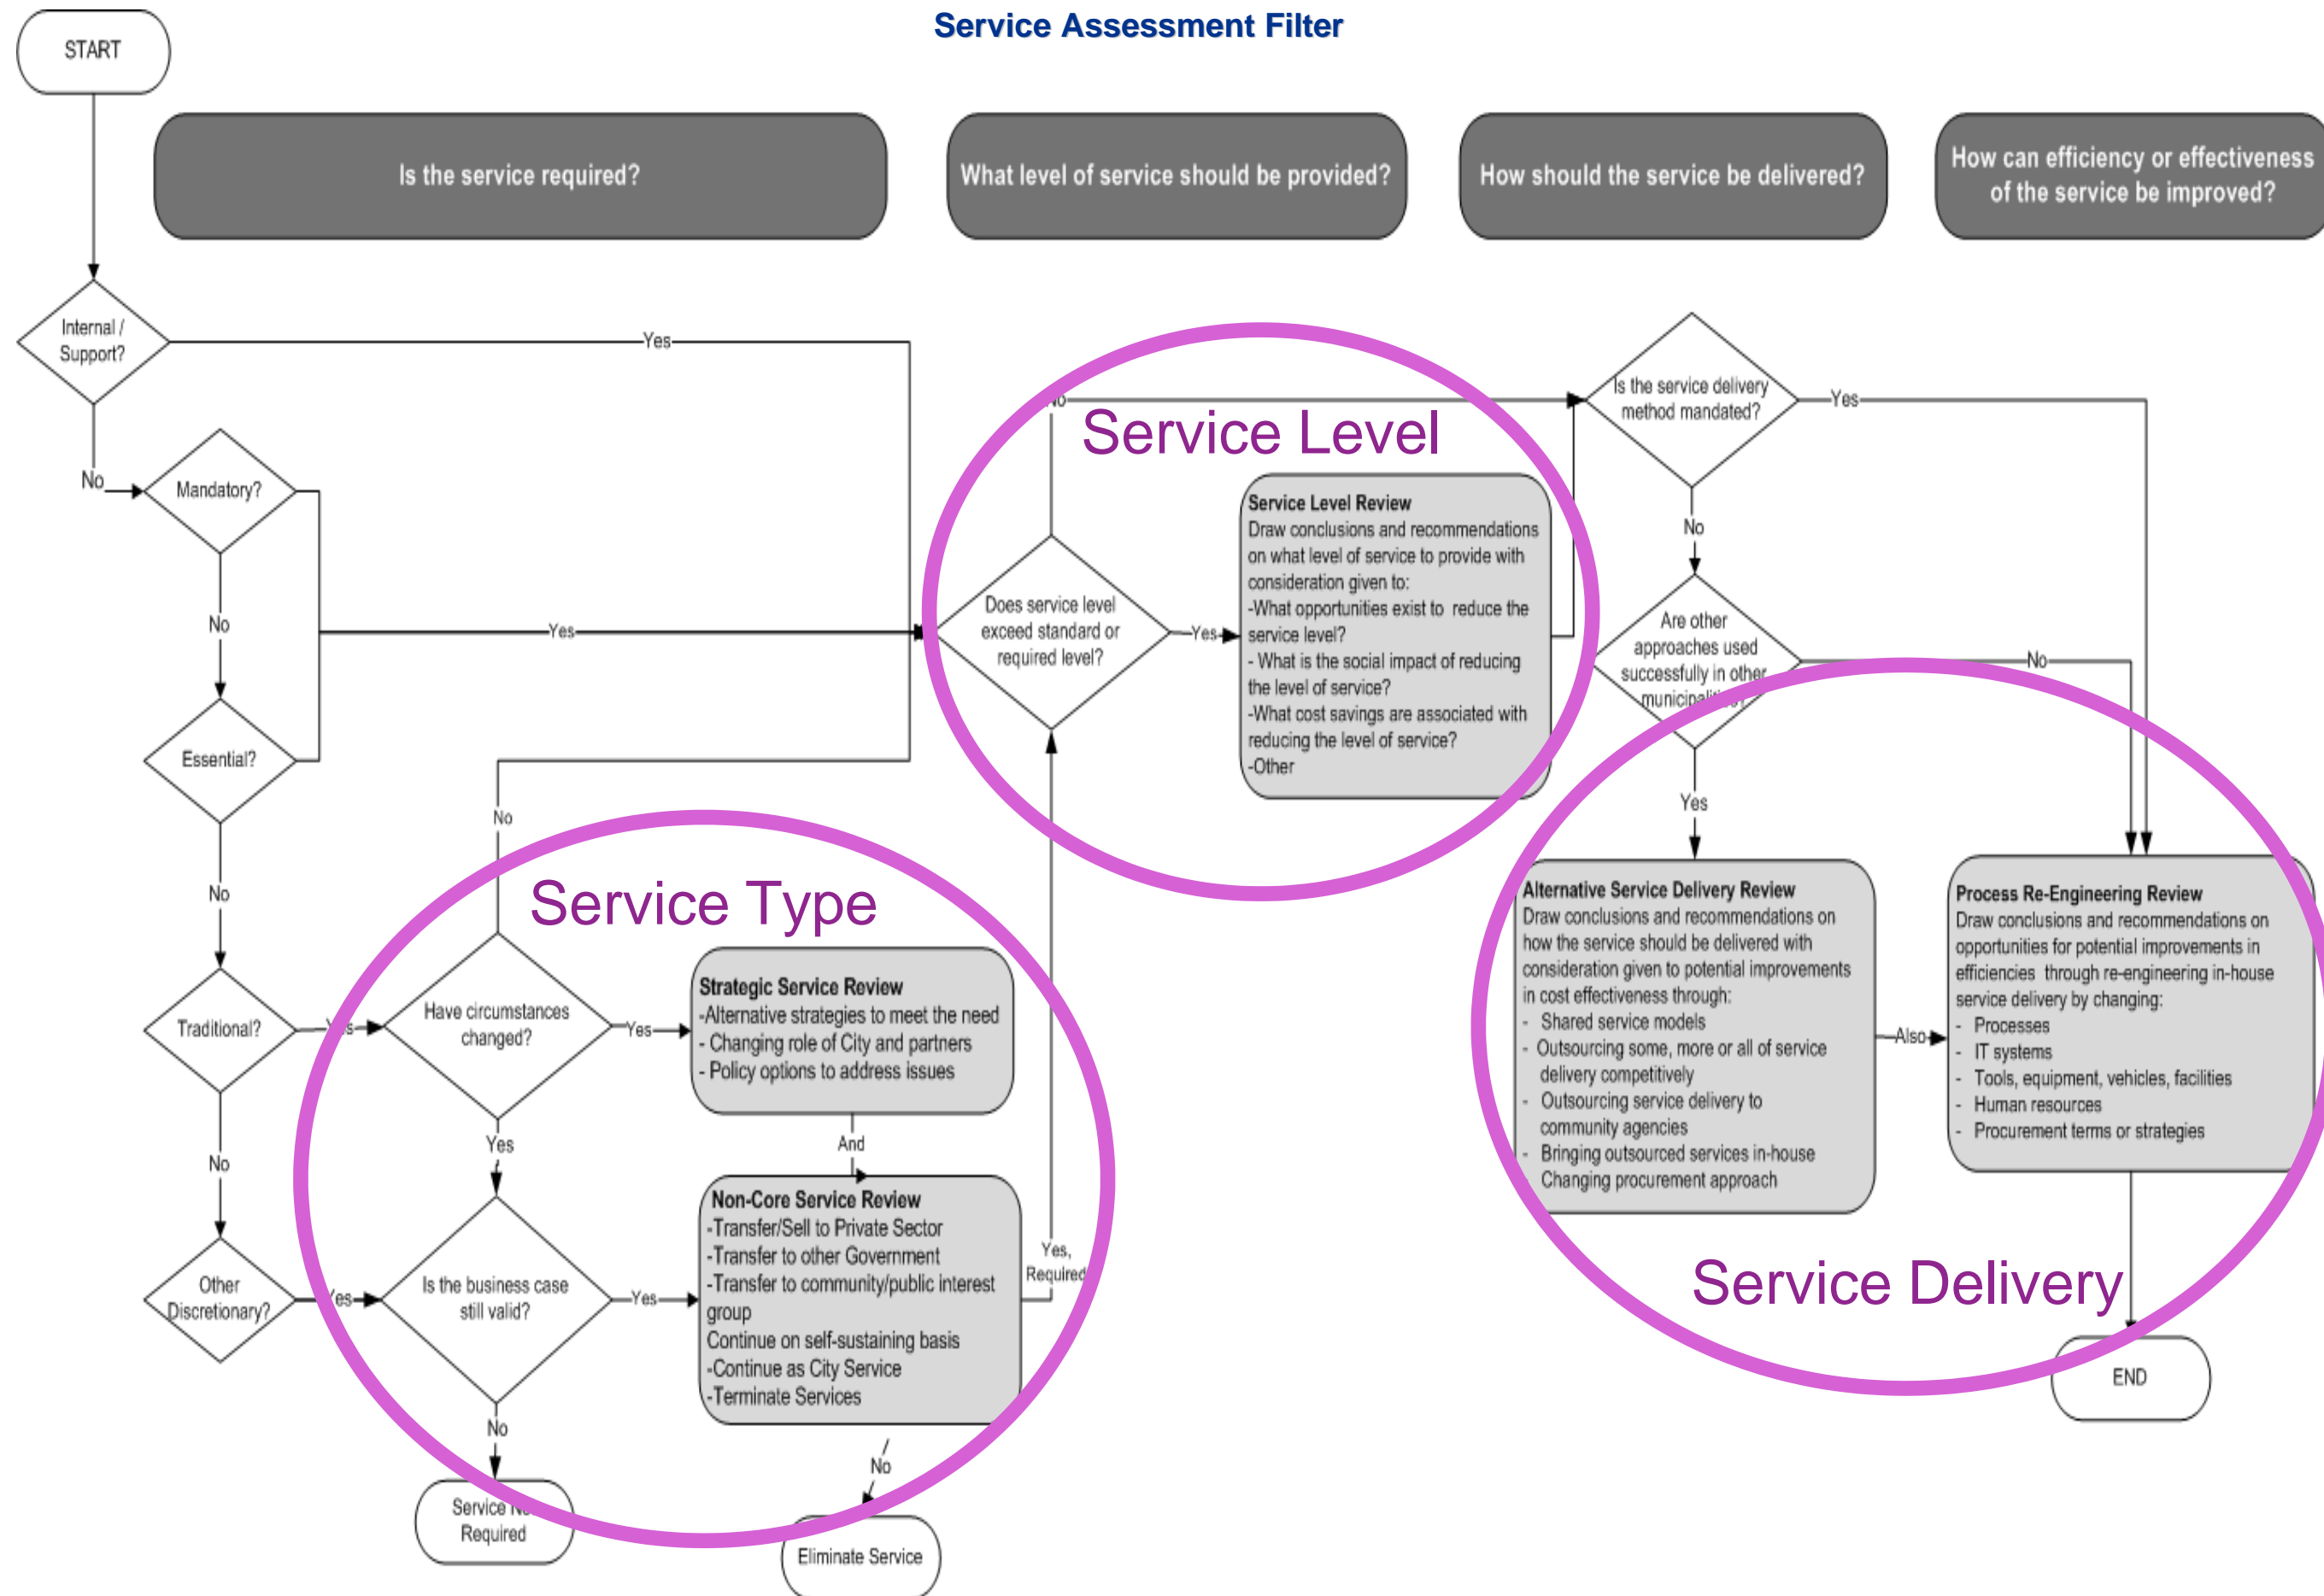 Service Assessment Filter
START
Is the service required?
What level of service should be provided?
How should the service be delivered?
How can efficiency or effectiveness
of the service be improved?
Internal /
Support?
Yes
No
Mandatory?
No
Yes
Essential?
No
Traditional?
Yes
No
Other
Discretionary?
Yes
Service Type
No
Have circumstances
changed?
Yes
Yes
Strategic Service Review
-Alternative strategies to meet the need
- Changing role of City and partners
- Policy options to address issues
And
Is the business case
still valid?
Yes
No
Non-Core Service Review
-Transfer/Sell to Private Sector
-Transfer to other Government
-Transfer to community/public interest
group
Continue on self-sustaining basis
-Continue as City Service
-Terminate Services
Yes,
Required
No
Service
Required
Eliminate Service
Service Level
No
Does service level
exceed standard or
required level?
Yes
Service Level Review
Draw conclusions and recommendations
on what level of service to provide with
consideration given to:
-What opportunities exist to reduce the
service level?
- What is the social impact of reducing
the level of service?
-What cost savings are associated with
reducing the level of service?
-Other
Is the service delivery
method mandated?
Yes
No
Are other
approaches used
successfully in other
No
Yes
Alternative Service Delivery Review
Draw conclusions and recommendations on
how the service should be delivered with
consideration given to potential improvements
in cost effectiveness through:
- Shared service models
- Outsourcing some, more or all of service
delivery competitively
- Outsourcing service delivery to
community agencies
- Bringing outsourced services in-house
Changing procurement approach
Also
Process Re-Engineering Review
Draw conclusions and recommendations on
opportunities for potential improvements in
efficiencies through re-engineering in-house
service delivery by changing:
- Processes
- IT systems
- Tools, equipment, vehicles, facilities
- Human resources
- Procurement terms or strategies
Service Delivery
END